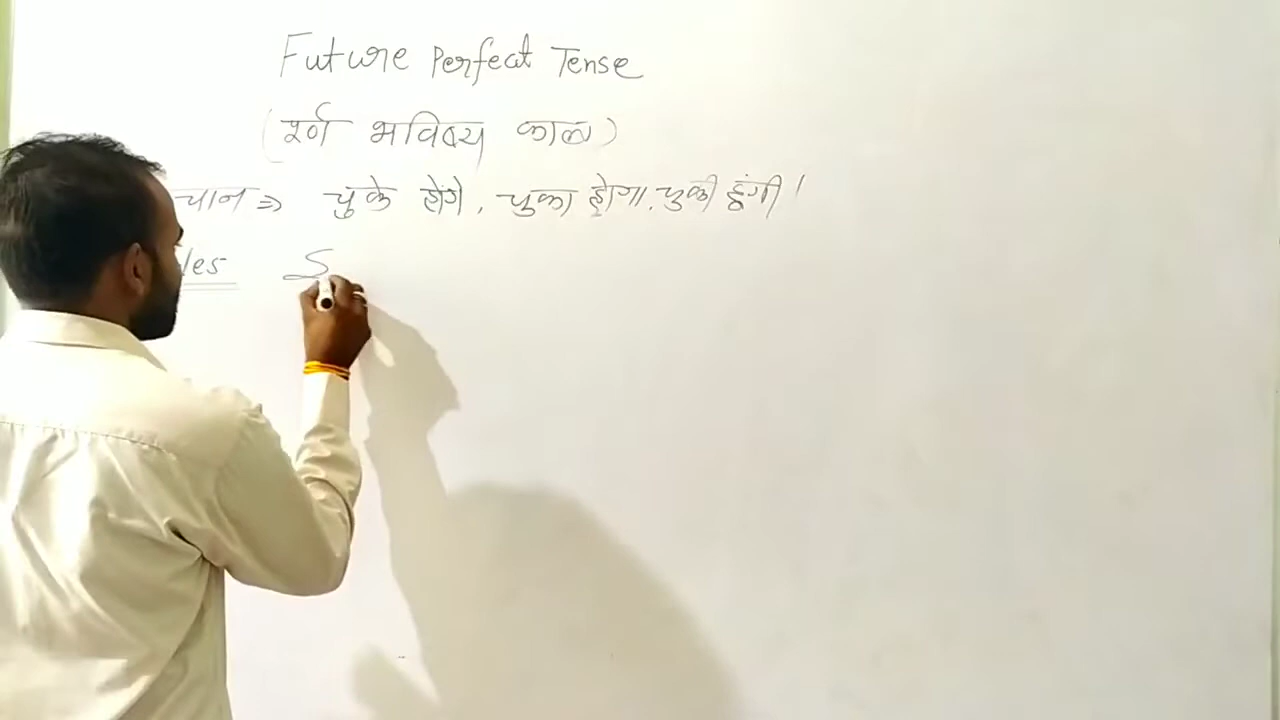 Future Perfect Tense
(पूर्ण भविष्य काल)
चान ⇒ चुके होंगे, चुका होगा, चुकी हूंगी।
les S